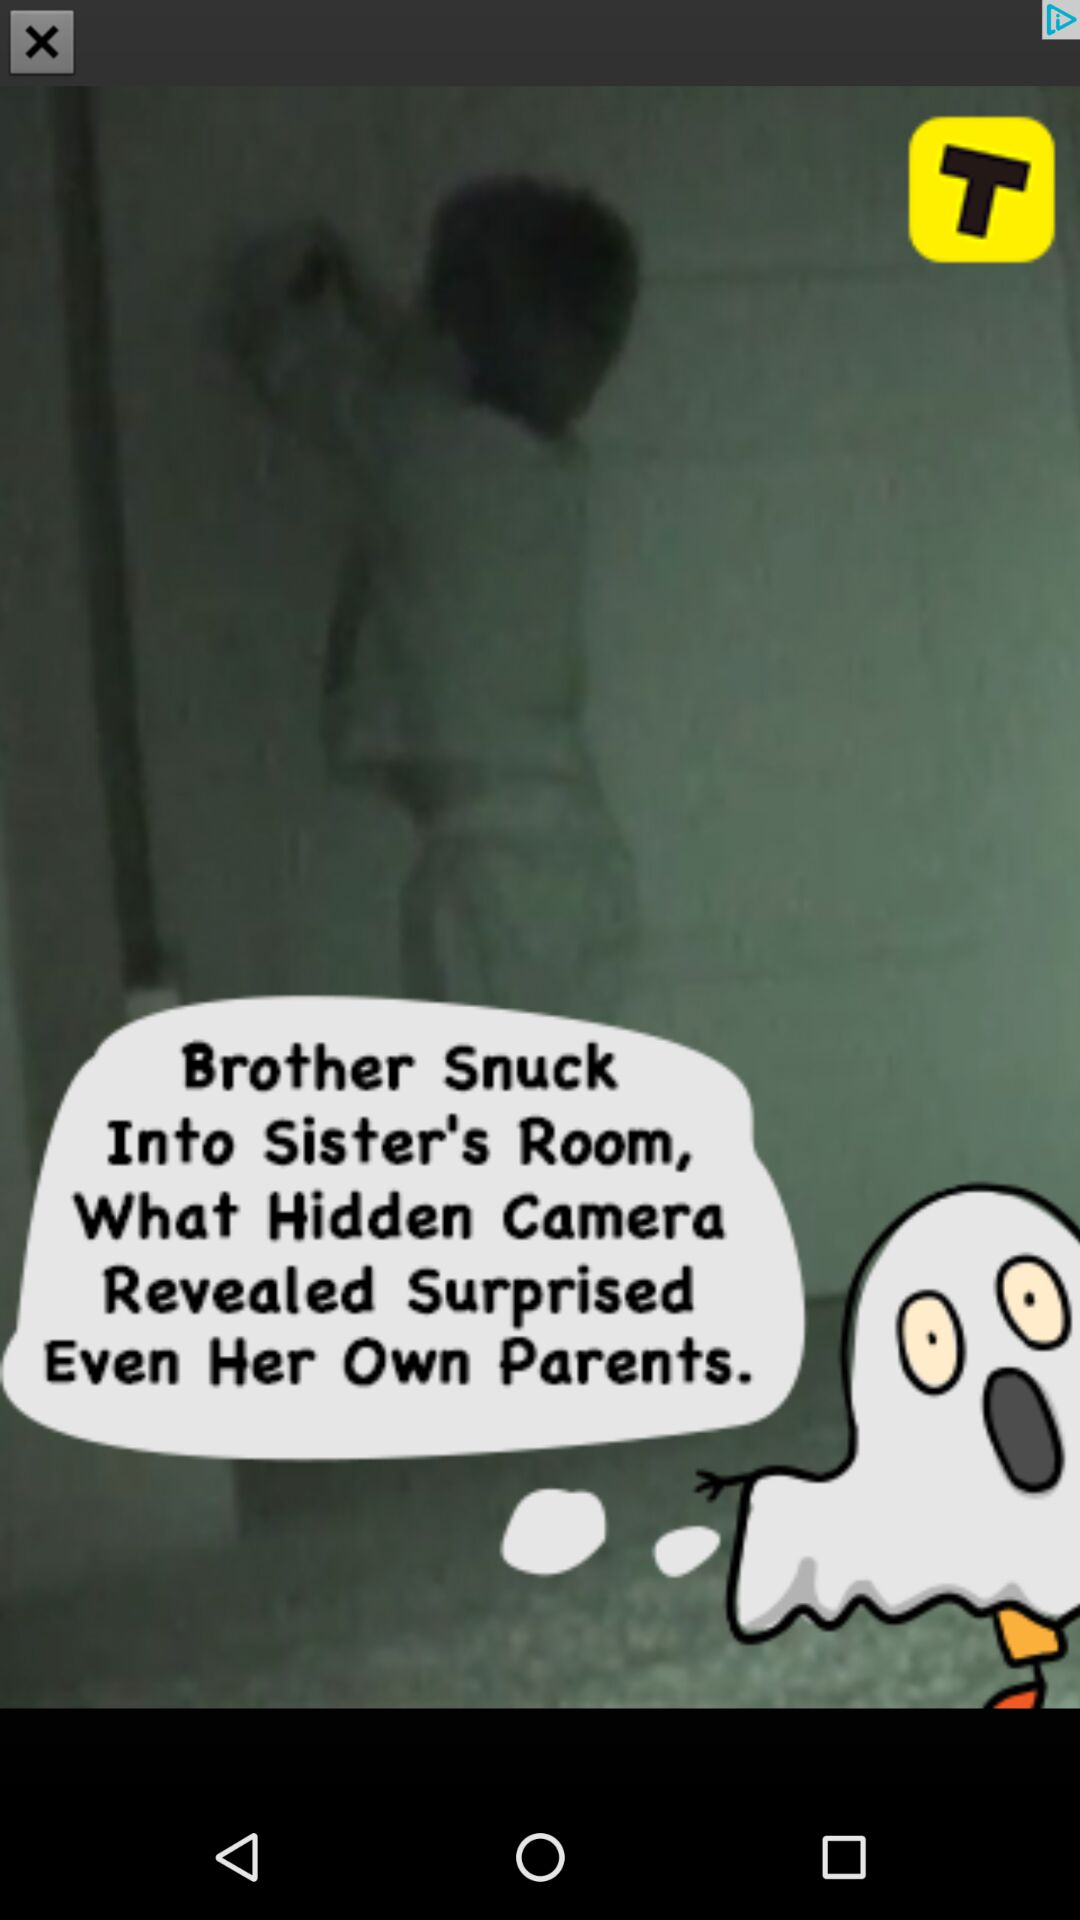 T
Brother Snuck
Into Sister's Room,
What Hidden Camera
Revealed Surprised
Even Her Own Parents.